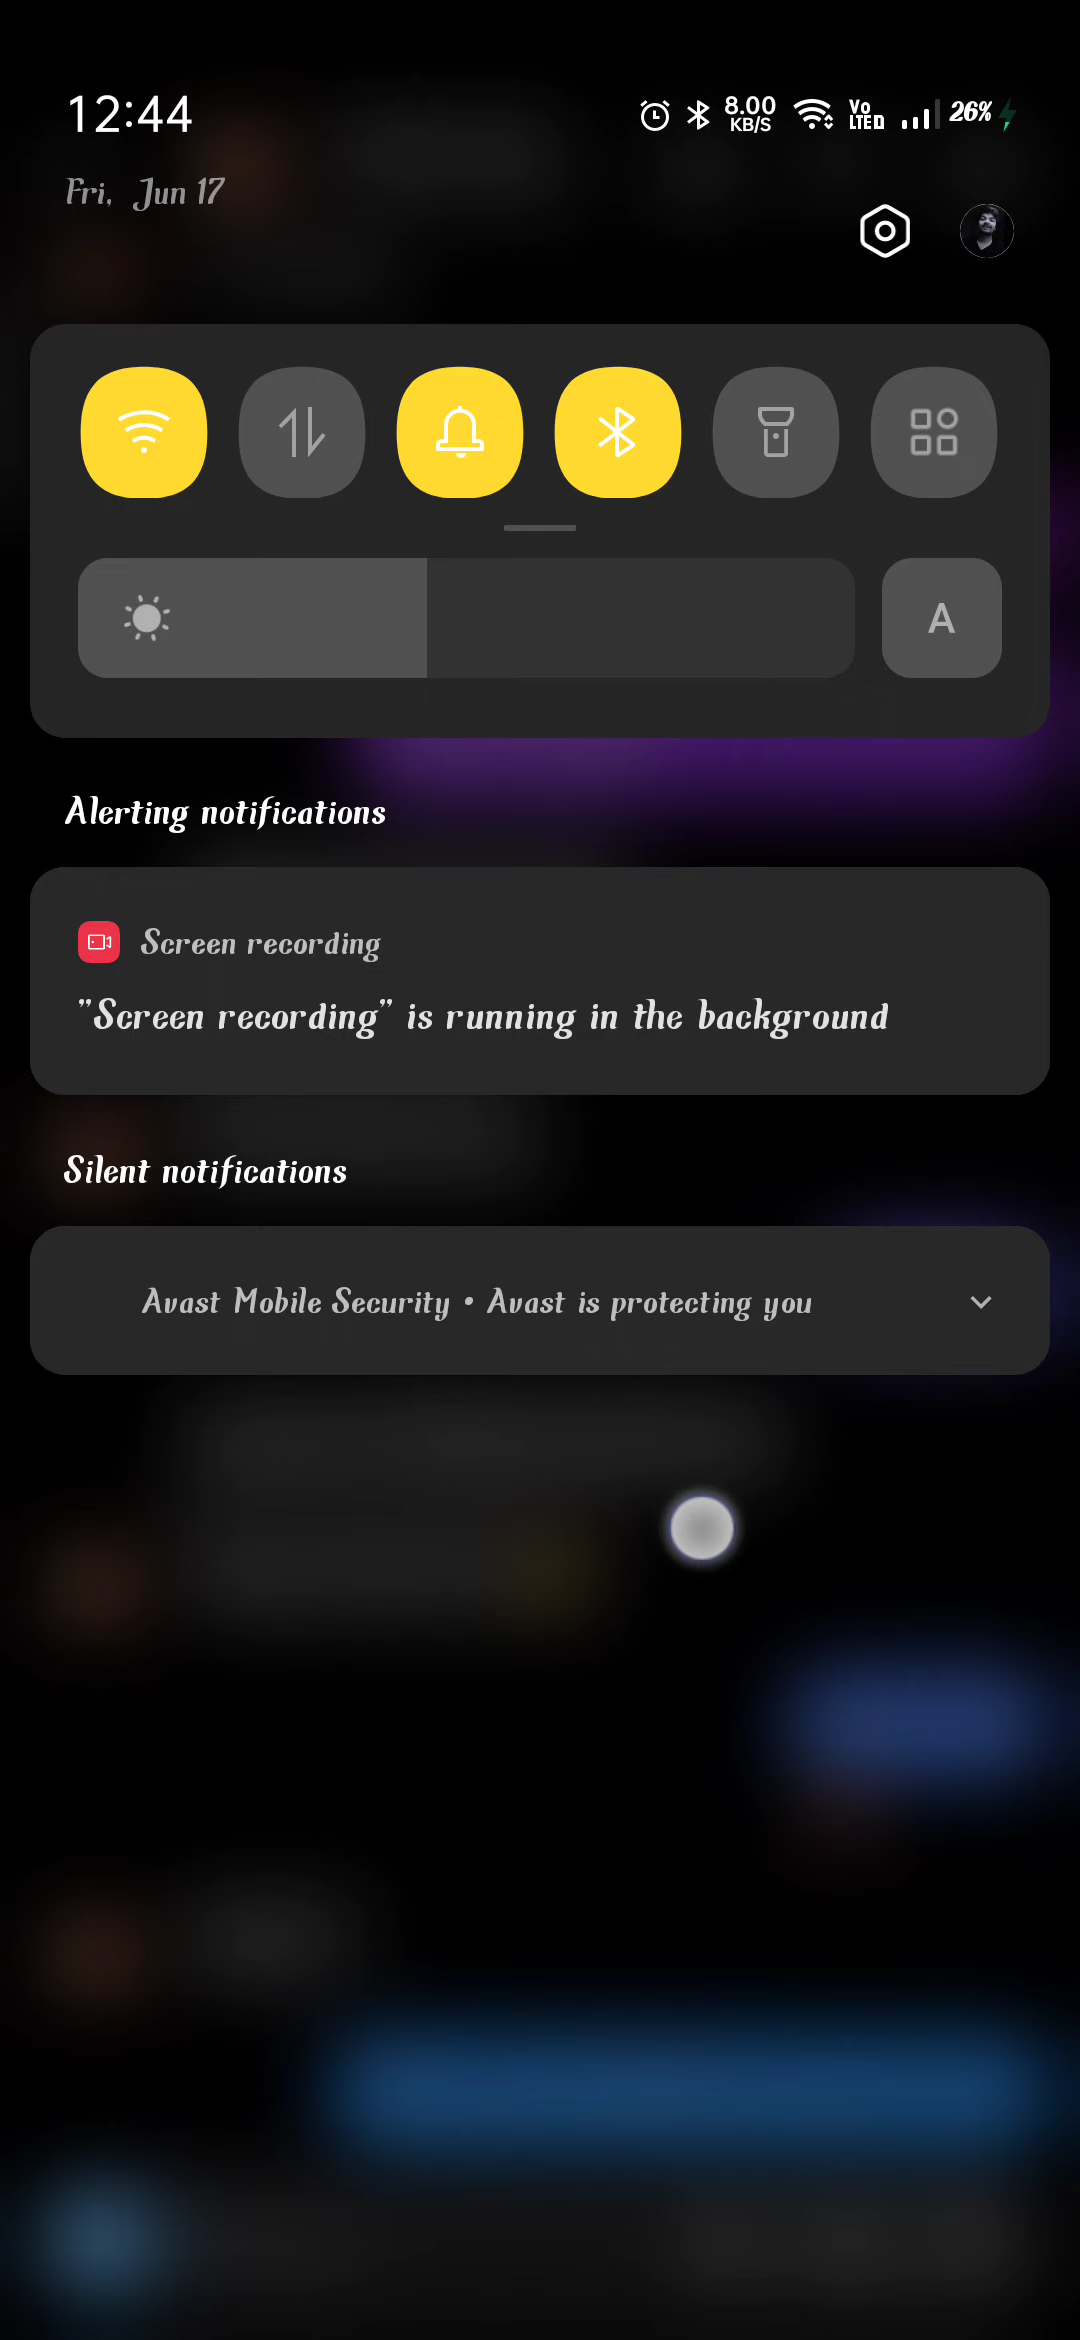 12:44
8.00
KB/S
Vo
LTE D
26%
Fri, Jun 17
A
Alerting notifications
Screen recording
"Screen recording" is running in the background
Silent notifications
Avast Mobile Security • Avast is protecting you